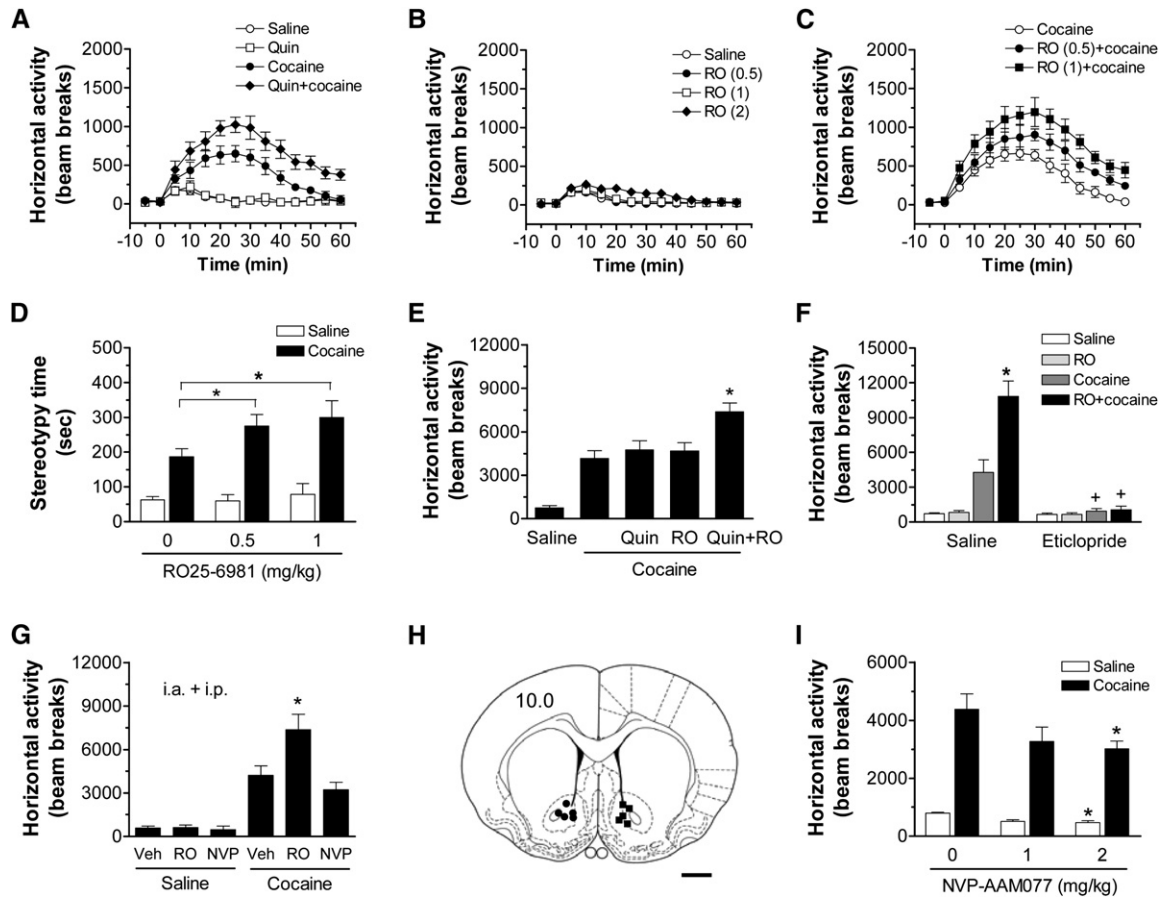 A
Saline
Quin
Cocaine
Quin+cocaine
Horizontal activity
(beam breaks)
2000
1500
1000
500
0
-10 0 10 20 30 40 50 60
Time (min)
B
Saline
RO (0.5)
RO (1)
RO (2)
Horizontal activity
(beam breaks)
2000
1500
1000
500
0
-10 0 10 20 30 40 50 60
Time (min)
C
Cocaine
RO (0.5)+cocaine
RO (1)+cocaine
Horizontal activity
(beam breaks)
2000
1500
1000
500
0
-10 0 10 20 30 40 50 60
Time (min)
D
Saline
Cocaine
Stereotypy time
(sec)
500
400
300
200
100
0
*
*
0 0.5 1
RO25-6981 (mg/kg)
E
Horizontal activity
(beam breaks)
12000
9000
6000
3000
0
*
Saline Quin RO Quin+RO
Cocaine
F
Saline
RO
Cocaine
RO+cocaine
Horizontal activity
(beam breaks)
15000
12000
9000
6000
3000
0
*
+ +
Saline Eticlopride
G
Horizontal activity
(beam breaks)
12000
9000
6000
3000
0
i.a. + i.p.
*
Veh RO NVP Veh RO NVP
Saline Cocaine
H
10.0
I
Saline
Cocaine
Horizontal activity
(beam breaks)
6000
4000
2000
0
*
*
0 1 2
NVP-AAM077 (mg/kg)